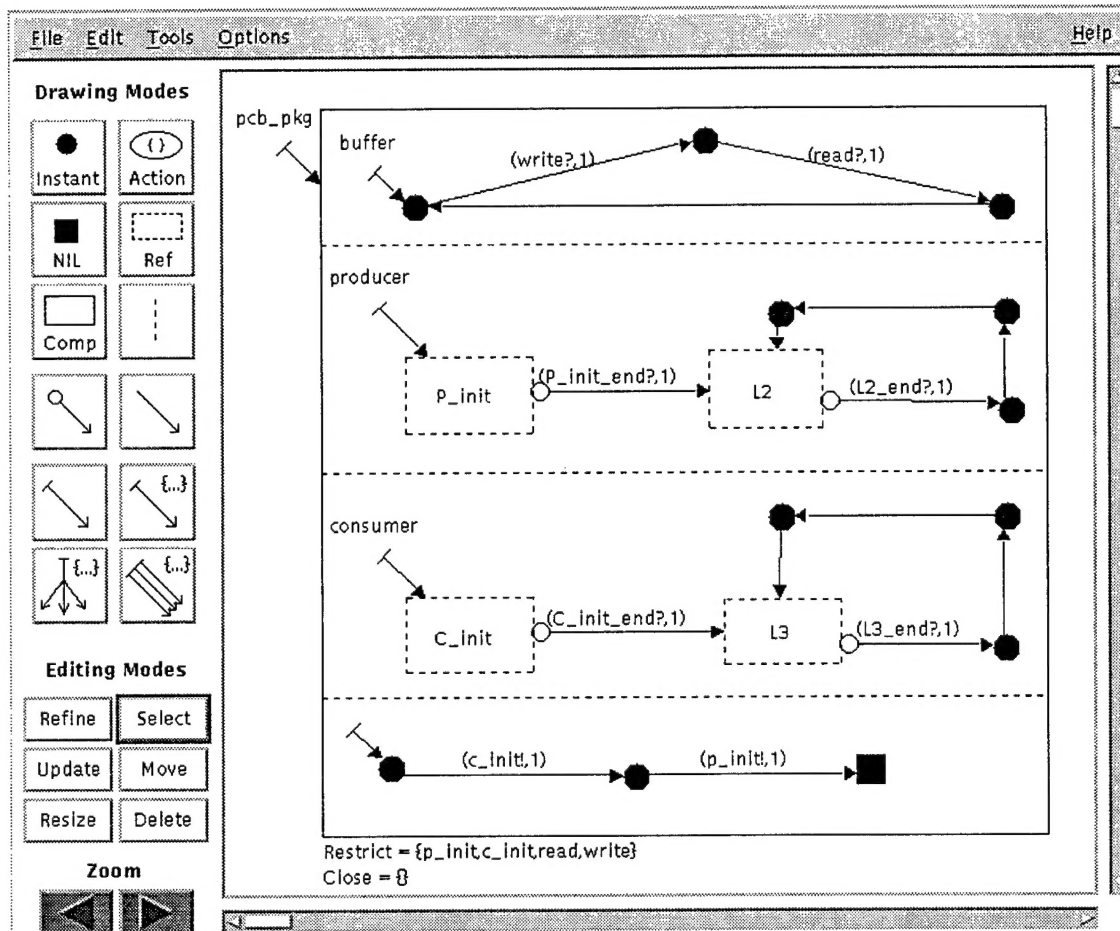 File Edit Tools Options Help
Drawing Modes
Instant
{}
Action
NIL
Ref
Comp
{...}
{...}
{...}
Editing Modes
Refine
Select
Update
Move
Resize
Delete
Zoom
pcb_pkg
buffer
(write?,1)
(read?,1)
producer
P_init
(P_init_end?,1)
L2
(L2_end?,1)
consumer
C_init
(C_init_end?,1)
L3
(L3_end?,1)
(c_init!,1)
(p_init!,1)
Restrict = {p_init,c_init,read,write}
Close = {}